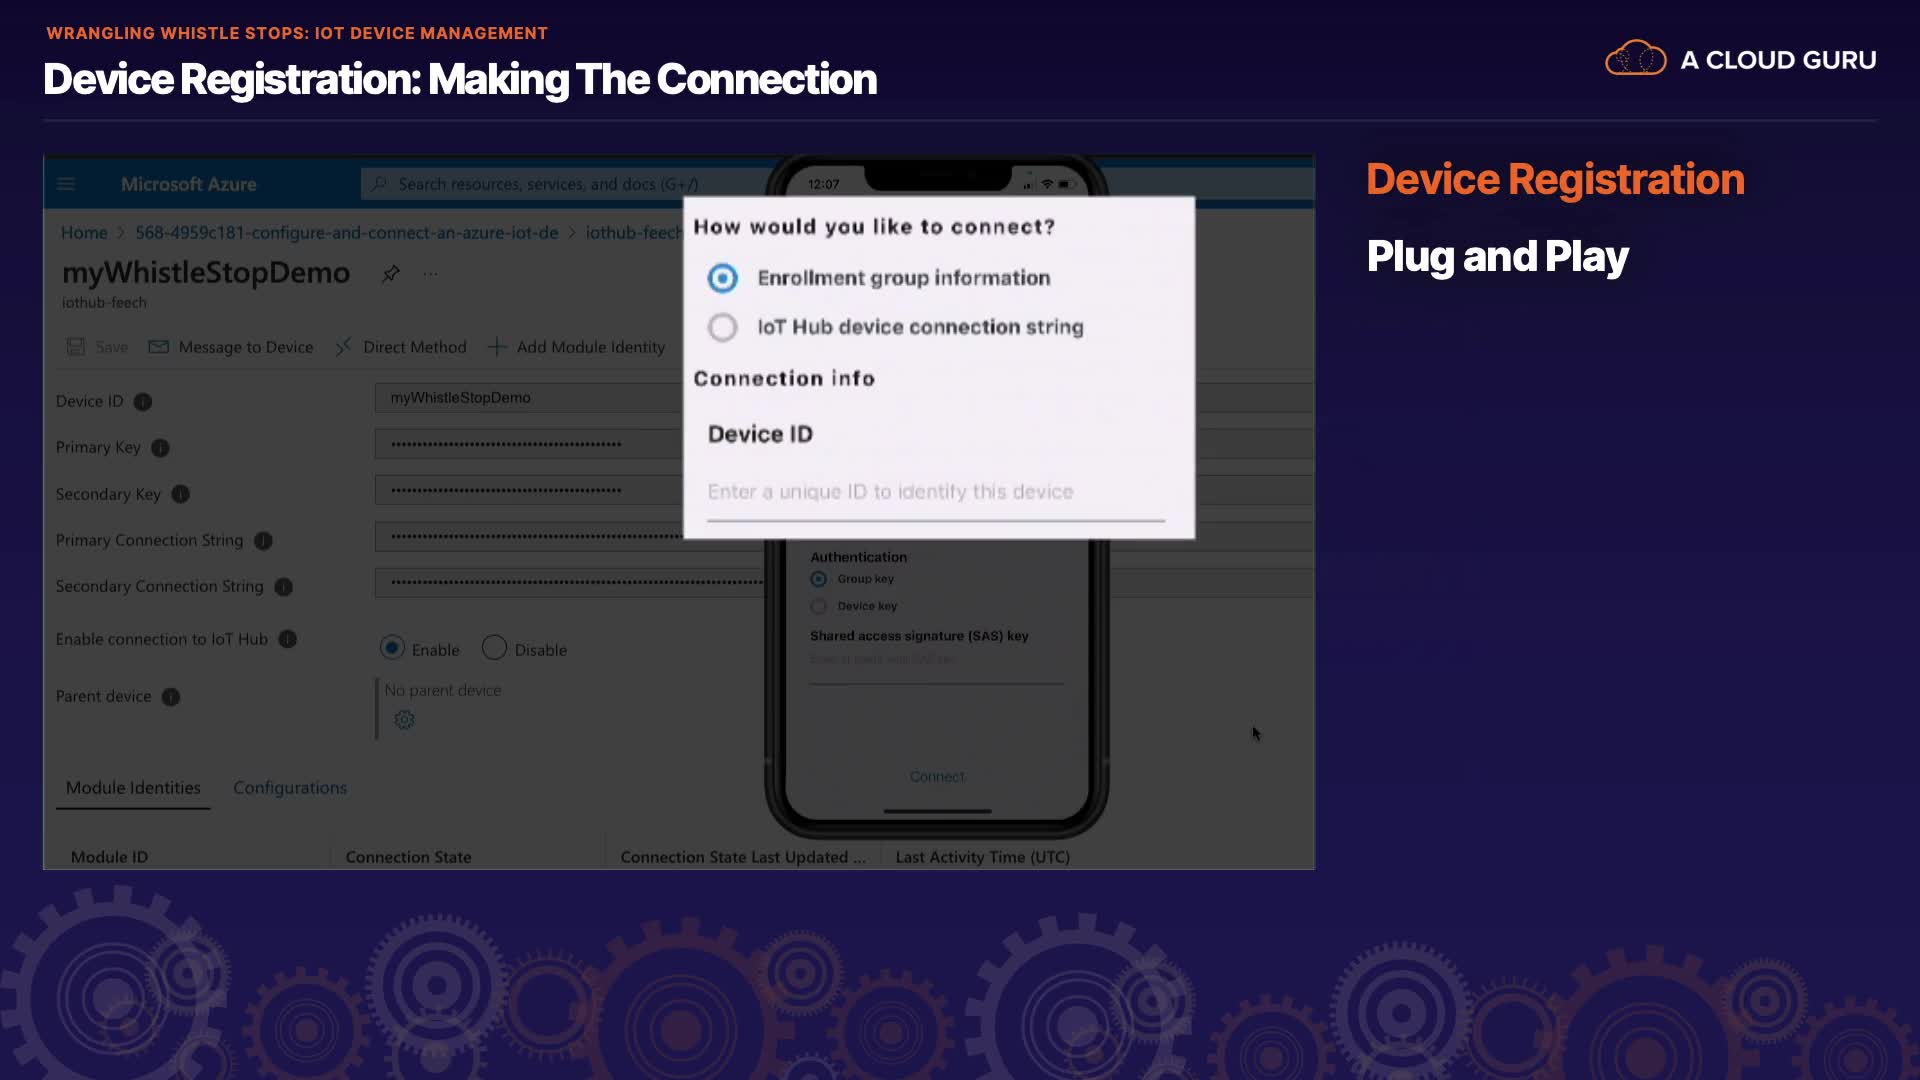 WRANGLING WHISTLE STOPS: IOT DEVICE MANAGEMENT
Device Registration: Making The Connection
A CLOUD GURU
Device Registration
Plug and Play
Microsoft Azure
Search resources, services, and docs (G+/)
12:07
Home > 568-4959c181-configure-and-connect-an-azure-iot-de > iothub-feech
myWhistleStopDemo
...
iothub-feech
Save
Message to Device
Direct Method
Add Module Identity
Device ID
myWhistleStopDemo
Primary Key
Secondary Key
Primary Connection String
Secondary Connection String
Enable connection to IoT Hub
Enable
Disable
Parent device
No parent device
Module Identities
Configurations
Module ID
Connection State
Connection State Last Updated ...
Last Activity Time (UTC)
How would you like to connect?
Enrollment group information
IoT Hub device connection string
Connection info
Device ID
Enter a unique ID to identify this device
Authentication
Group key
Device key
Shared access signature (SAS) key
Connect